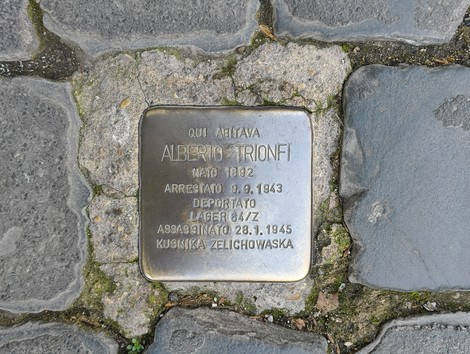 QUI ABITAVA
ALBERTO TRIONFI
NATO 1892
ARRESTATO 9.9.1943
DEPORTATO
LAGER 64/Z
ASSASSINATO 28.1.1945
KUSNIKA ZELICHOWASKA